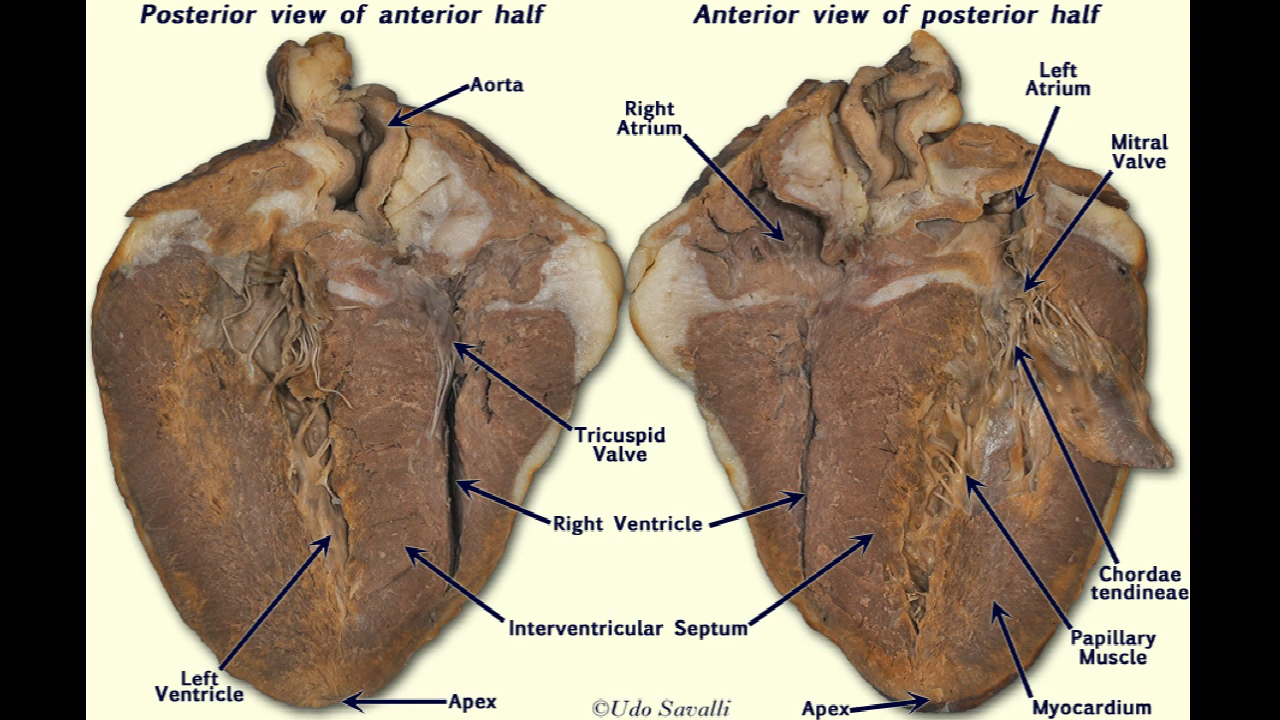 Posterior view of anterior half
Anterior view of posterior half
Aorta
Left
Atrium
Right
Atrium
Mitral
Valve
Tricuspid
Valve
Right Ventricle
Chordae
tendineae
Interventricular Septum
Papillary
Muscle
Left
Ventricle
Apex
©Udo Savalli
Apex
Myocardium